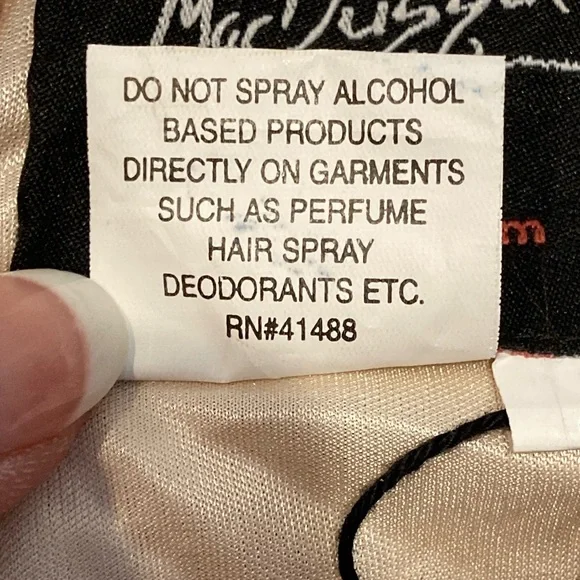 DO NOT SPRAY ALCOHOL
BASED PRODUCTS
DIRECTLY ON GARMENTS
SUCH AS PERFUME
HAIR SPRAY
DEODORANTS ETC.
RN#41488